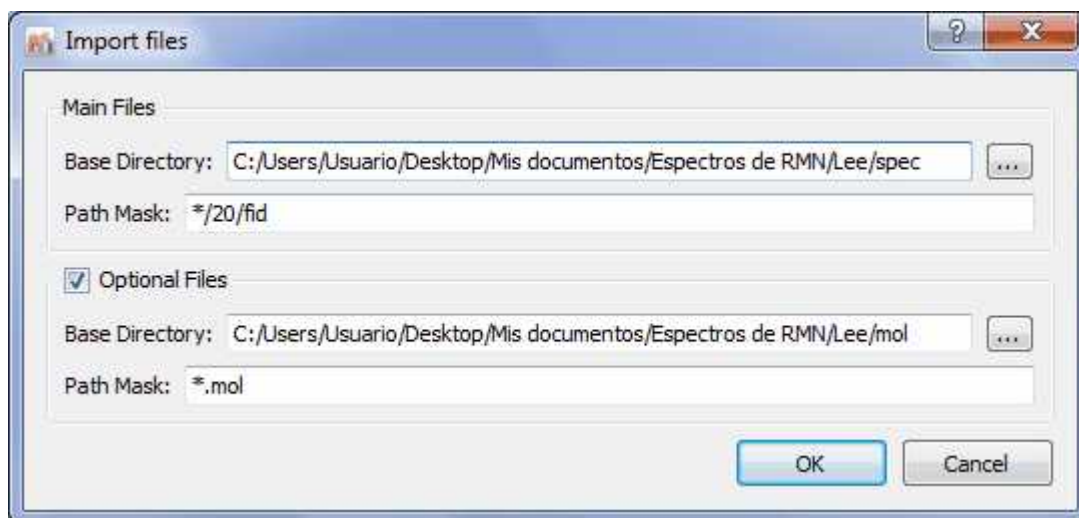 Import files
Main Files
Base Directory: C:/Users/Usuario/Desktop/Mis documentos/Espectros de RMN/Lee/spec ...
Path Mask: */20/fid
Optional Files
Base Directory: C:/Users/Usuario/Desktop/Mis documentos/Espectros de RMN/Lee/mol ...
Path Mask: *.mol
OK Cancel